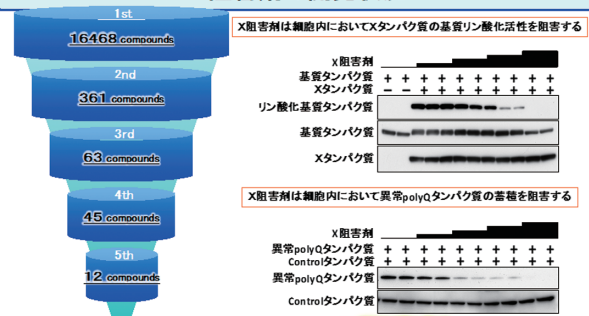 1st
16468 compounds
2nd
361 compounds
3rd
63 compounds
4th
45 compounds
5th
12 compounds
X阻害剤は細胞内においてXタンパク質の基質リン酸化活性を阻害する
X阻害剤
基質タンパク質 + + + + + + + + + +
Xタンパク質 − − + + + + + + + +
リン酸化基質タンパク質
基質タンパク質
Xタンパク質
X阻害剤は細胞内において異常polyQタンパク質の蓄積を阻害する
X阻害剤
異常polyQタンパク質 + + + + + + + + + +
Controlタンパク質 + + + + + + + + + +
異常polyQタンパク質
Controlタンパク質